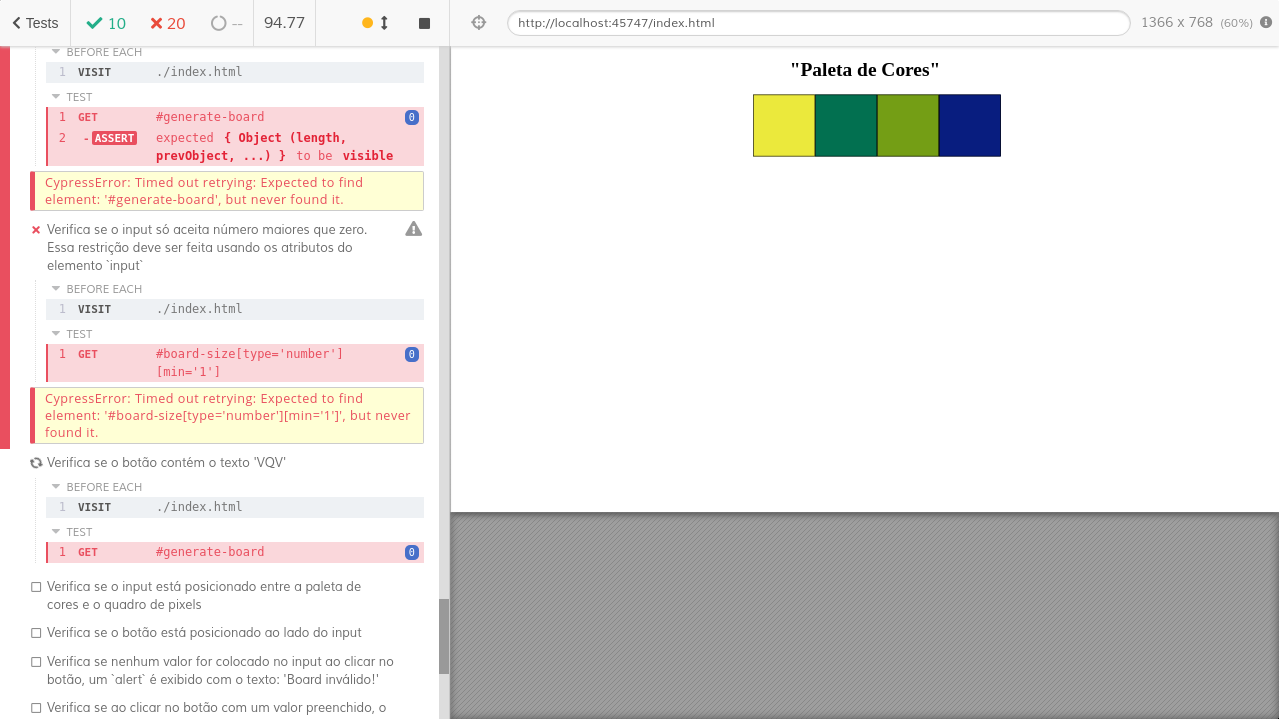 Tests
10
20
--
94.77
http://localhost:45747/index.html
1366 x 768 (60%)
BEFORE EACH
1 VISIT ./index.html
TEST
1 GET #generate-board 0
2 -ASSERT expected { Object (length,
prevObject, ...) } to be visible
CypressError: Timed out retrying: Expected to find
element: '#generate-board', but never found it.
Verifica se o input só aceita número maiores que zero.
Essa restrição deve ser feita usando os atributos do
elemento `input`
BEFORE EACH
1 VISIT ./index.html
TEST
1 GET #board-size[type='number']
[min='1'] 0
CypressError: Timed out retrying: Expected to find
element: '#board-size[type='number'][min='1']', but never
found it.
Verifica se o botão contém o texto 'VQV'
BEFORE EACH
1 VISIT ./index.html
TEST
1 GET #generate-board 0
Verifica se o input está posicionado entre a paleta de
cores e o quadro de pixels
Verifica se o botão está posicionado ao lado do input
Verifica se nenhum valor for colocado no input ao clicar no
botão, um `alert` é exibido com o texto: 'Board inválido!'
Verifica se ao clicar no botão com um valor preenchido, o
"Paleta de Cores"